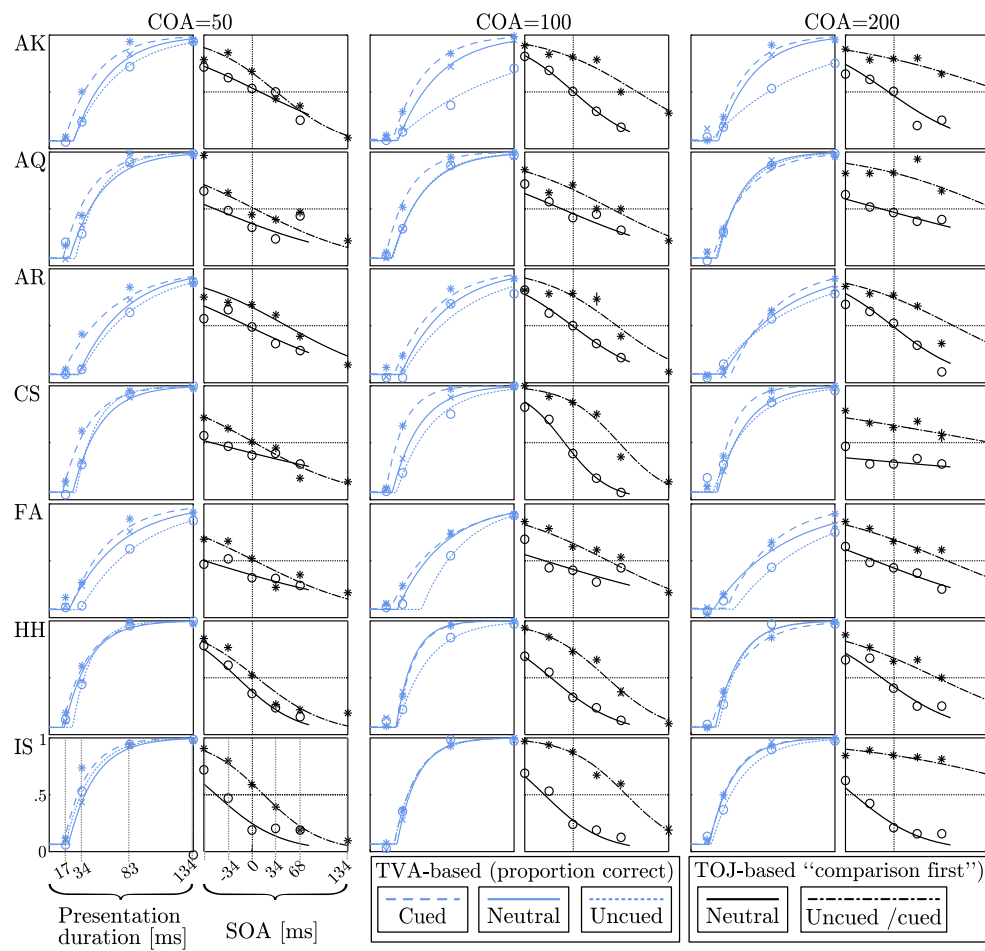 COA=50 COA=100 COA=200
AK
AQ
AR
CS
FA
HH
IS
1
.5
0
17 34 83 134 -34 0 34 68 134
Presentation duration [ms]
SOA [ms]
TVA-based (proportion correct)
Cued Neutral Uncued
TOJ-based “comparison first”)
Neutral Uncued /cued